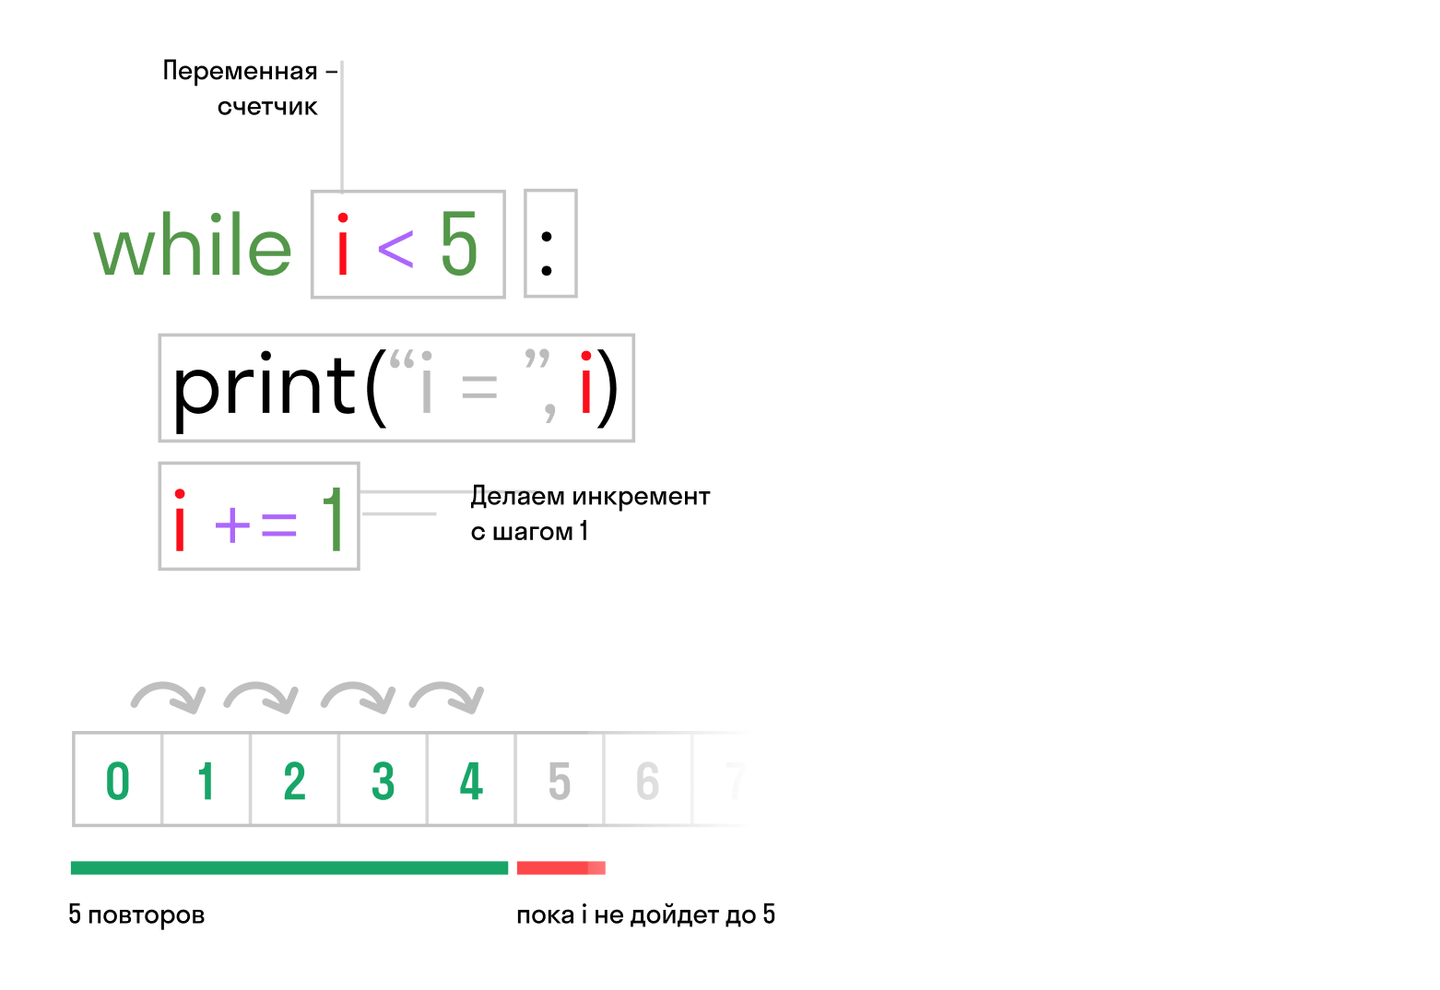 Переменная –
счетчик
while i < 5 :
print(“i = ”, i)
i += 1
Делаем инкремент
с шагом 1
0 1 2 3 4 5 6 7
5 повторов
пока i не дойдет до 5